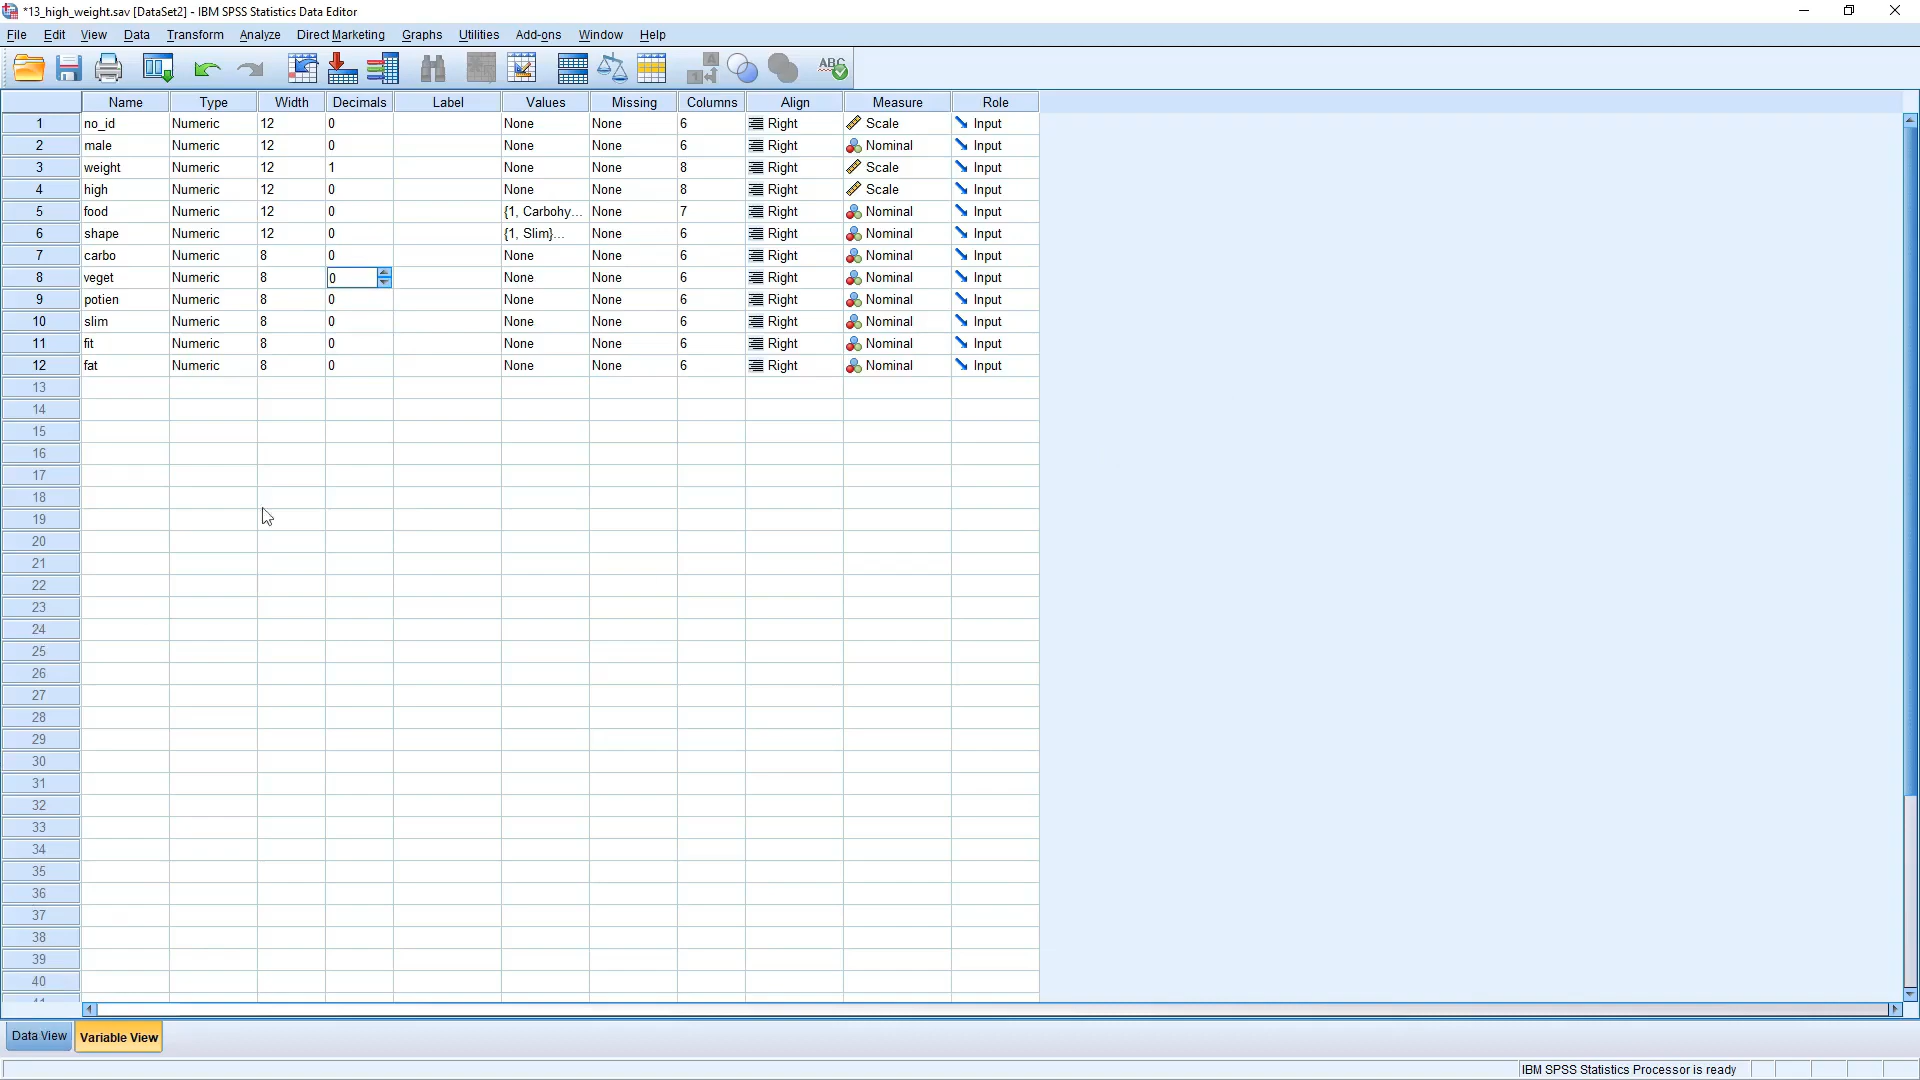 *13_high_weight.sav [DataSet2] - IBM SPSS Statistics Data Editor
File Edit View Data Transform Analyze Direct Marketing Graphs Utilities Add-ons Window Help
Name Type Width Decimals Label Values Missing Columns Align Measure Role
1 no_id Numeric 12 0 None None 6 Right Scale Input
2 male Numeric 12 0 None None 6 Right Nominal Input
3 weight Numeric 12 1 None None 8 Right Scale Input
4 high Numeric 12 0 None None 8 Right Scale Input
5 food Numeric 12 0 {1, Carbohy... None 7 Right Nominal Input
6 shape Numeric 12 0 {1, Slim}... None 6 Right Nominal Input
7 carbo Numeric 8 0 None None 6 Right Nominal Input
8 veget Numeric 8 0 None None 6 Right Nominal Input
9 potien Numeric 8 0 None None 6 Right Nominal Input
10 slim Numeric 8 0 None None 6 Right Nominal Input
11 fit Numeric 8 0 None None 6 Right Nominal Input
12 fat Numeric 8 0 None None 6 Right Nominal Input
13
14
15
16
17
18
19
20
21
22
23
24
25
26
27
28
29
30
31
32
33
34
35
36
37
38
39
40
Data View Variable View
IBM SPSS Statistics Processor is ready